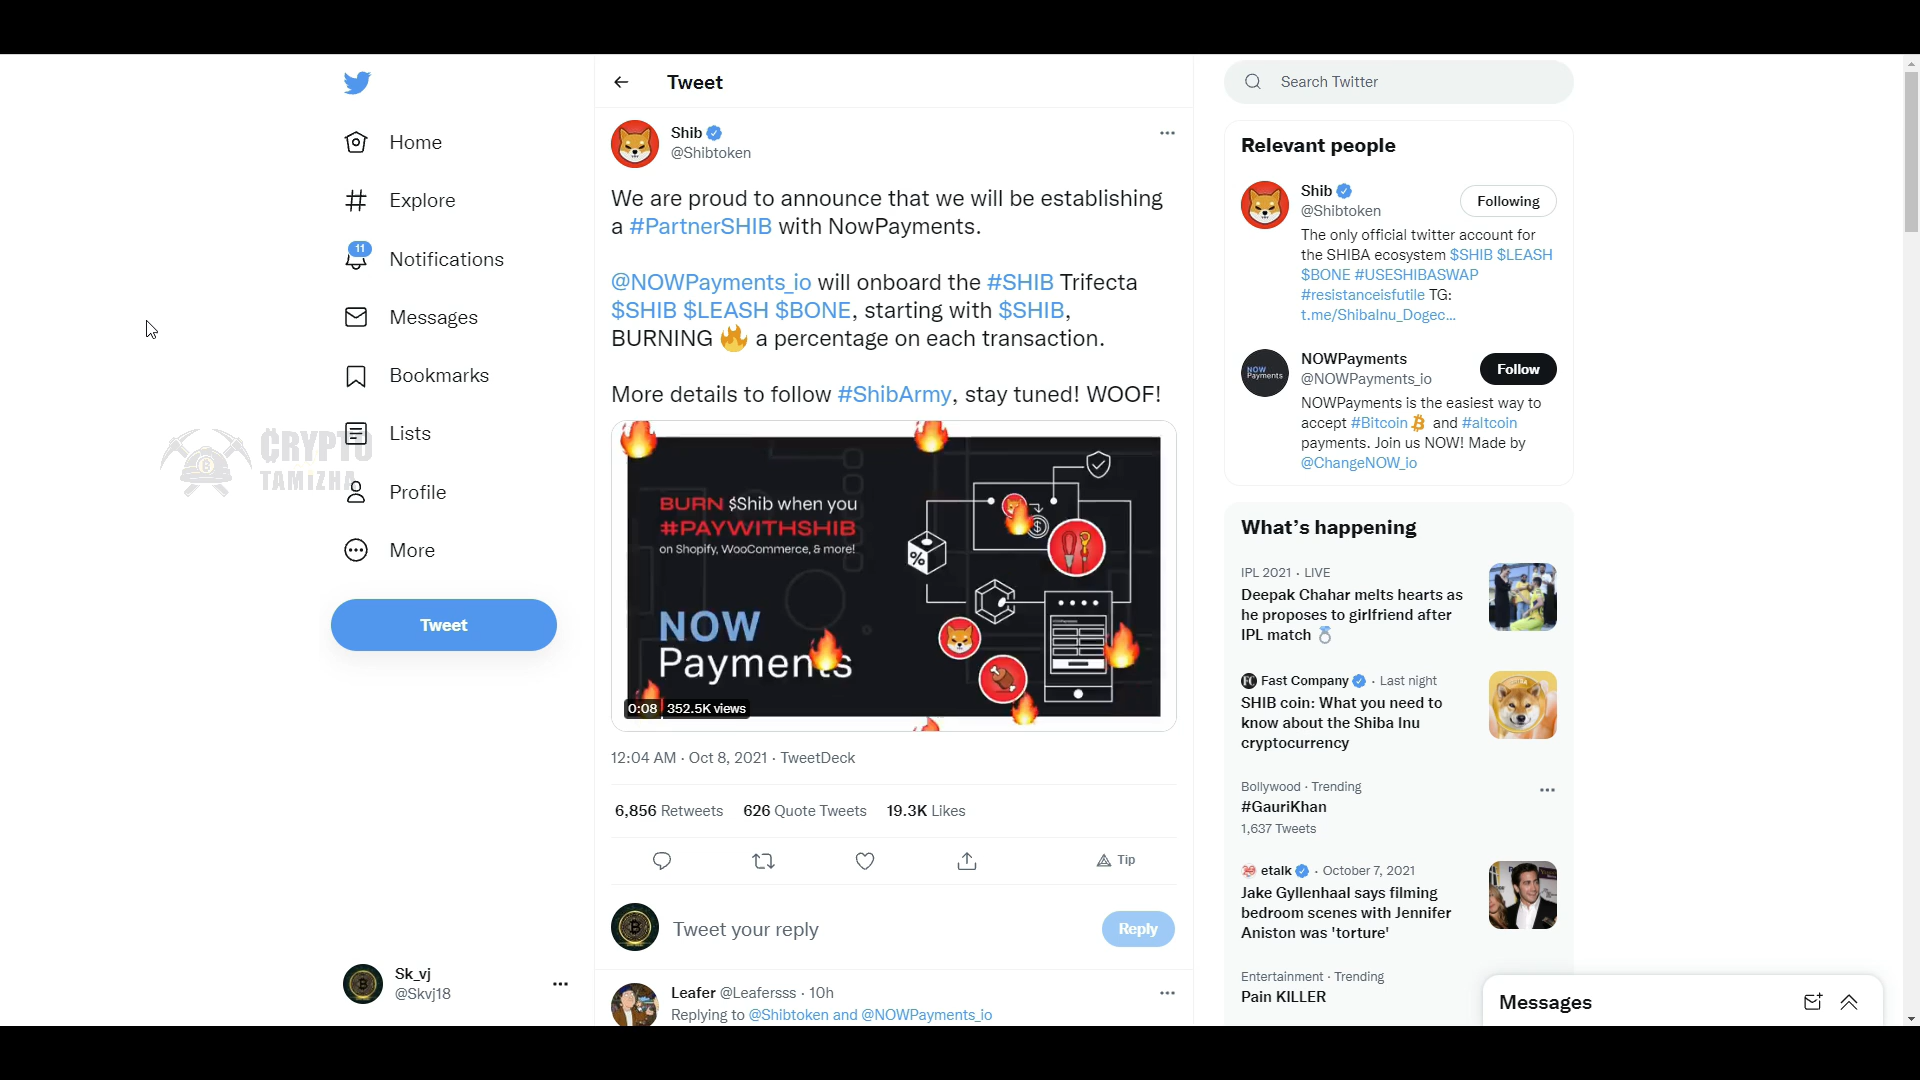 Home
Explore
11
Notifications
Messages
Bookmarks
Lists
CRYPTO
TAMIZHA
Profile
More
Tweet
Sk_vj
@Skvj18
Tweet
Shib
@Shibtoken
We are proud to announce that we will be establishing
a #PartnerSHIB with NowPayments.
@NOWPayments_io will onboard the #SHIB Trifecta
$SHIB $LEASH $BONE, starting with $SHIB,
BURNING 🔥 a percentage on each transaction.
More details to follow #ShibArmy, stay tuned! WOOF!
BURN $Shib when you
#PAYWITHSHIB
on Shopify, WooCommerce, & more!
NOW
Payments
0:08 352.5K views
12:04 AM · Oct 8, 2021 · TweetDeck
6,856 Retweets 626 Quote Tweets 19.3K Likes
Tip
Tweet your reply
Reply
Leafer @Leafersss · 10h
Replying to @Shibtoken and @NOWPayments_io
Search Twitter
Relevant people
Shib
@Shibtoken
Following
The only official twitter account for
the SHIBA ecosystem $SHIB $LEASH
$BONE #USESHIBASWAP
#resistanceisfutile TG:
t.me/ShibaInu_Dogec...
NOW
Payments
NOWPayments
@NOWPayments_io
Follow
NOWPayments is the easiest way to
accept #Bitcoin and #altcoin
payments. Join us NOW! Made by
@ChangeNOW_io
What's happening
IPL 2021 · LIVE
Deepak Chahar melts hearts as
he proposes to girlfriend after
IPL match 💍
Fast Company · Last night
SHIB coin: What you need to
know about the Shiba Inu
cryptocurrency
Bollywood · Trending
#GauriKhan
1,637 Tweets
etalk · October 7, 2021
Jake Gyllenhaal says filming
bedroom scenes with Jennifer
Aniston was 'torture'
Entertainment · Trending
Pain KILLER
Messages